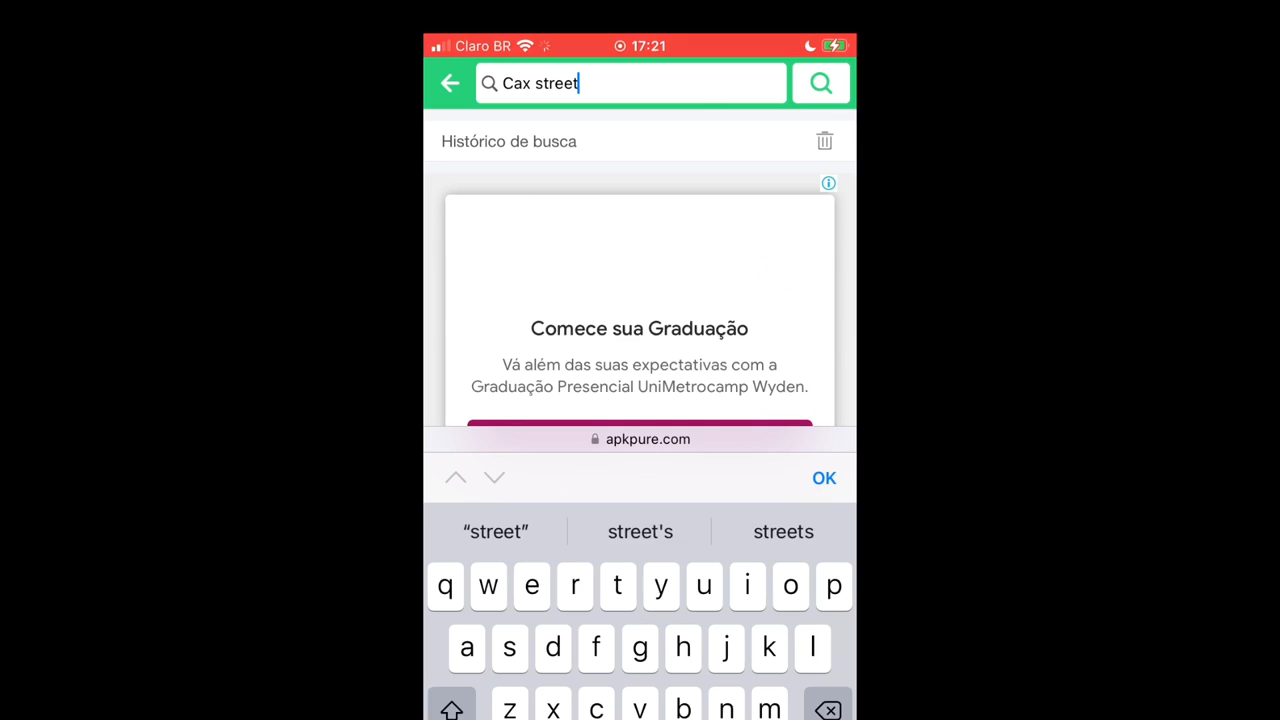 Claro BR 17:21
Cax street
Histórico de busca
Comece sua Graduação
Vá além das suas expectativas com a
Graduação Presencial UniMetrocamp Wyden.
apkpure.com
OK
“street” street's streets
q w e r t y u i o p
a s d f g h j k l
z x c v b n m